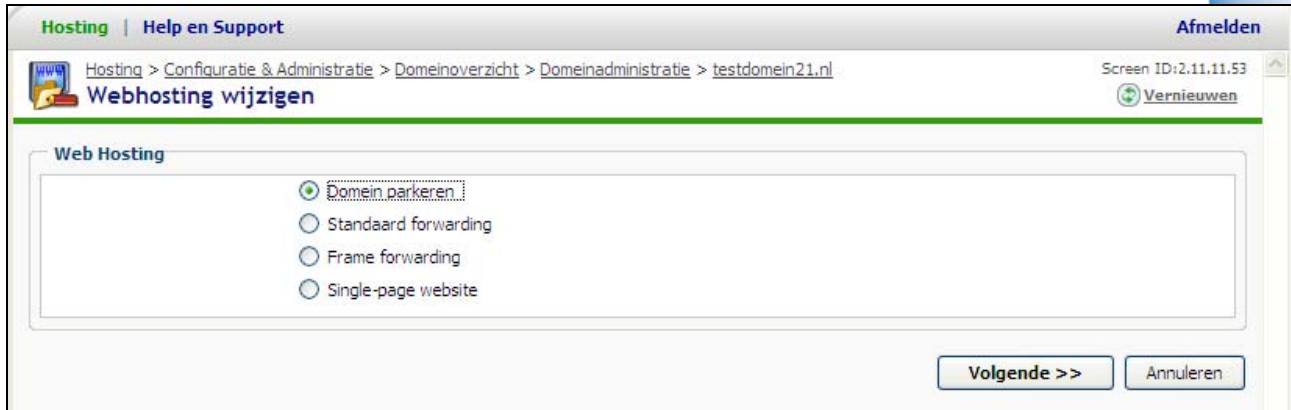 Hosting | Help en Support Afmelden
Hosting > Configuratie & Administratie > Domeinoverzicht > Domeinadministratie > testdomein21.nl Screen ID:2.11.11.53
Webhosting wijzigen Vernieuwen
Web Hosting
Domein parkeren
Standaard forwarding
Frame forwarding
Single-page website
Volgende >> Annuleren